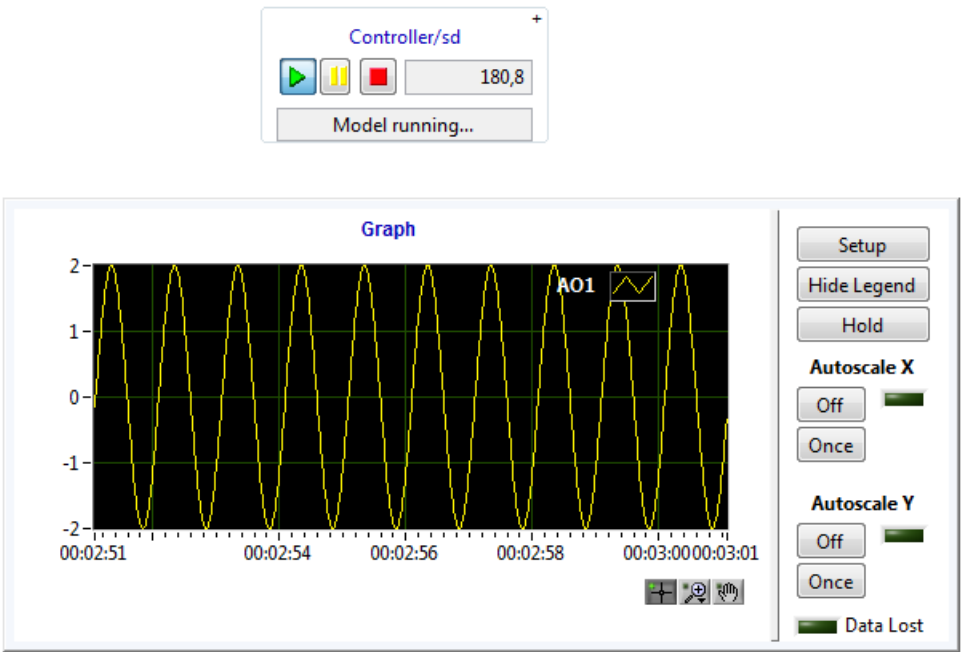 +
Controller/sd
180,8
Model running...
Graph
Setup
Hide Legend
Hold
Autoscale X
Off
Once
Autoscale Y
Off
Once
Data Lost
AO1
2
1
0
-1
-2
00:02:51 00:02:54 00:02:56 00:02:58 00:03:00 00:03:01